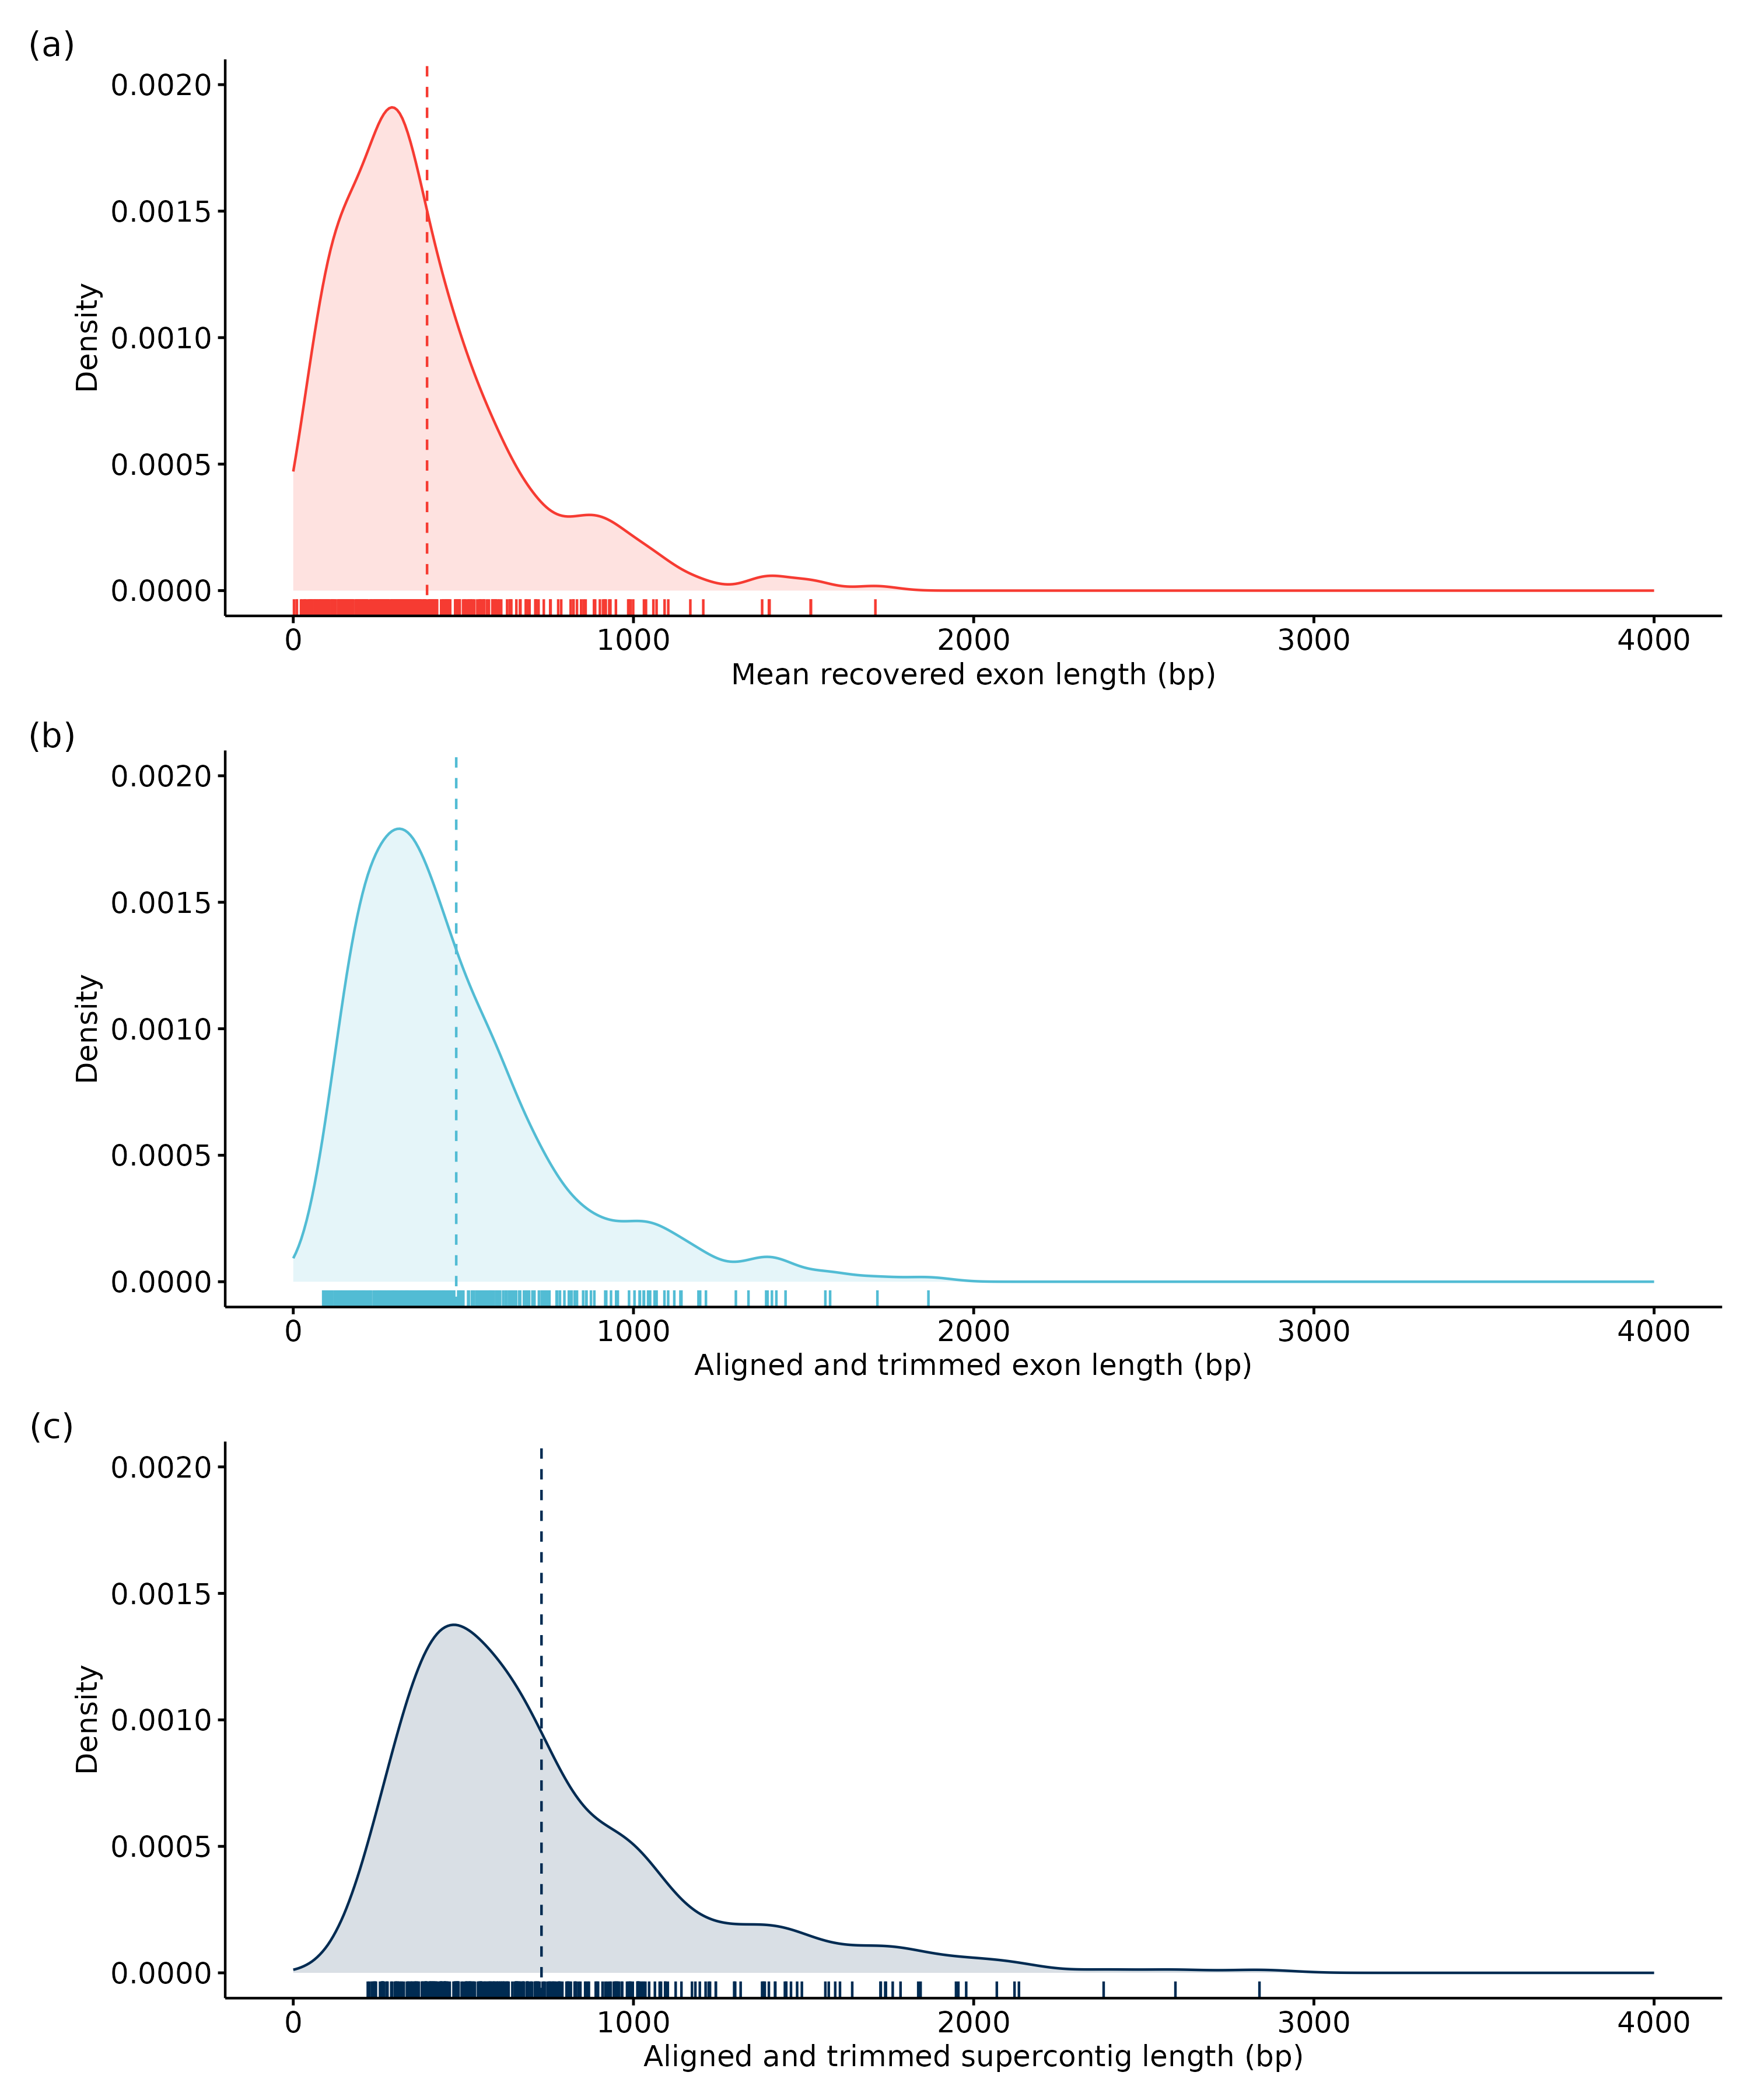 (a)
0.0020
0.0015
0.0010
0.0005
0.0000
Density
0 1000 2000 3000 4000
Mean recovered exon length (bp)
(b)
0.0020
0.0015
0.0010
0.0005
0.0000
Density
0 1000 2000 3000 4000
Aligned and trimmed exon length (bp)
(c)
0.0020
0.0015
0.0010
0.0005
0.0000
Density
0 1000 2000 3000 4000
Aligned and trimmed supercontig length (bp)